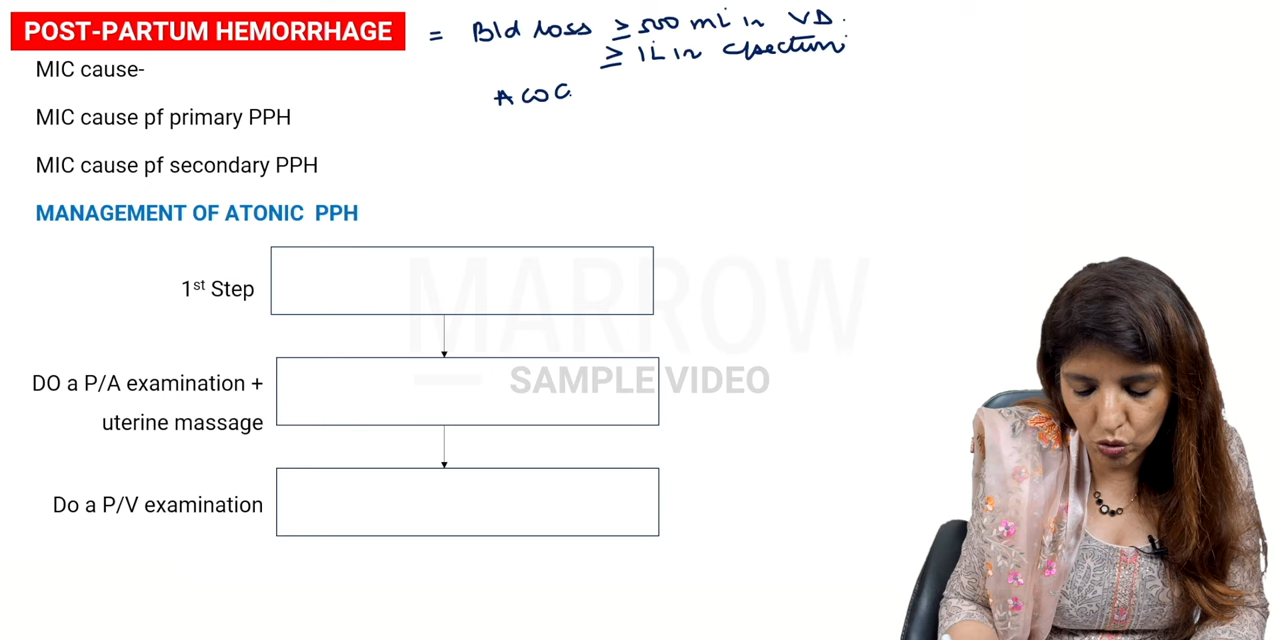 POST-PARTUM HEMORRHAGE = Bld loss ≥ 500 mL in VD.
≥ 1L in c/section
MIC cause-
ACOG
MIC cause pf primary PPH
MIC cause pf secondary PPH
MANAGEMENT OF ATONIC PPH
1st Step
MARROW
DO a P/A examination +
uterine massage
SAMPLE VIDEO
Do a P/V examination